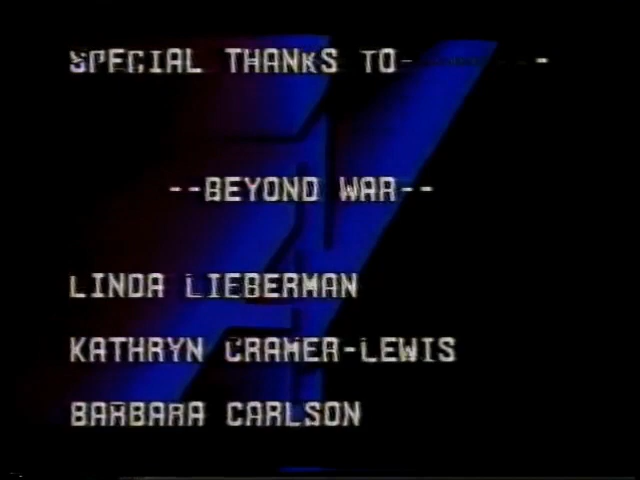 SPECIAL THANKS TO---------
--BEYOND WAR--
LINDA LIEBERMAN
KATHRYN CRAMER-LEWIS
BARBARA CARLSON